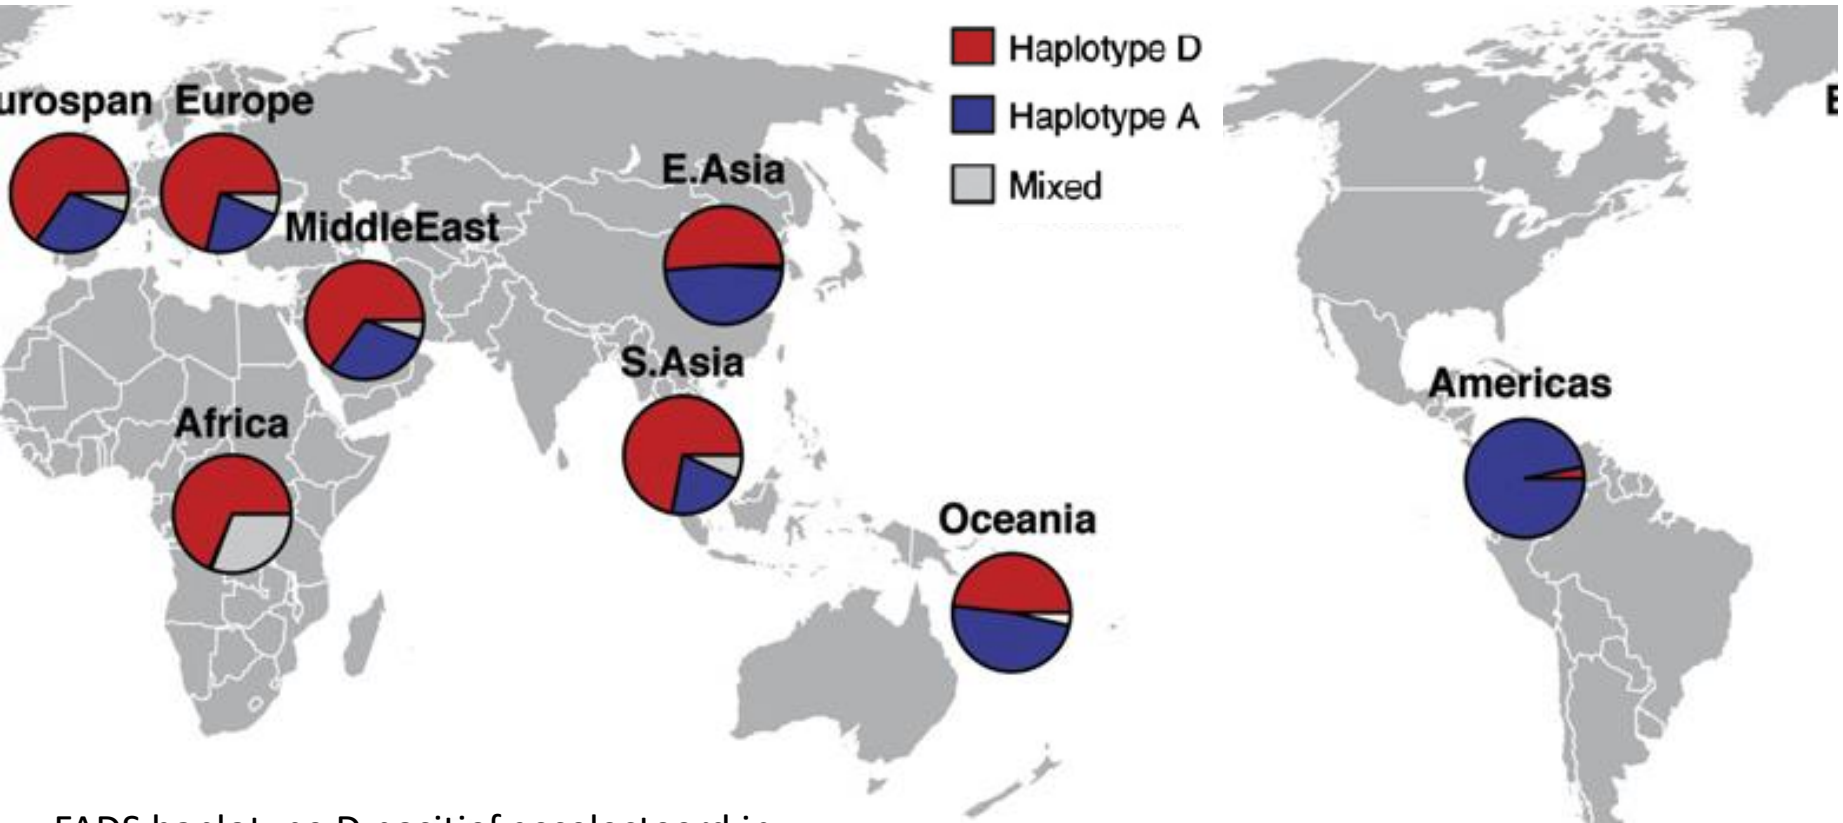 Haplotype D
urospan Europe
Haplotype A
E.Asia
Mixed
MiddleEast
S.Asia
Americas
Africa
Oceania